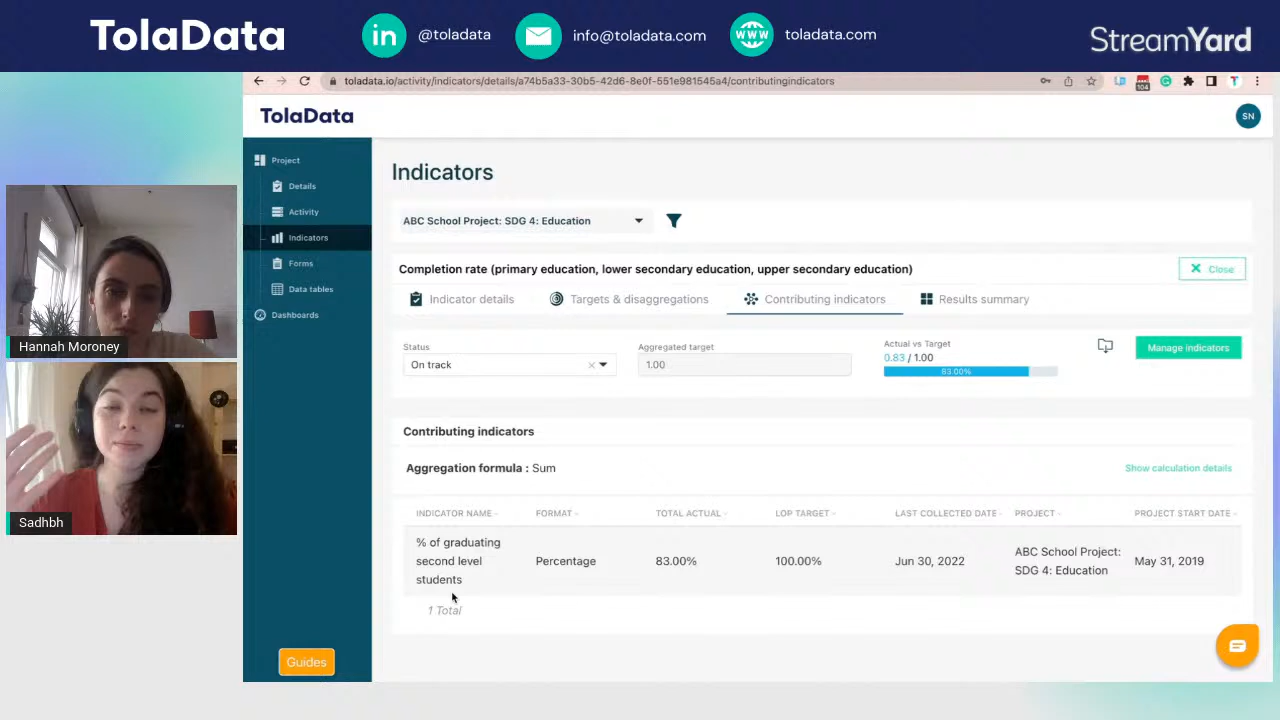 TolaData
in @toladata
info@toladata.com
www toladata.com
StreamYard
toladata.io/activity/indicators/details/a74b5a33-30b5-42d6-8e0f-551e981545a4/contributingindicators
104
T
TolaData
SN
Project
Details
Activity
Indicators
Forms
Data tables
Dashboards
Guides
Hannah Moroney
Sadhbh
Indicators
ABC School Project: SDG 4: Education
Completion rate (primary education, lower secondary education, upper secondary education)
Close
Indicator details
Targets & disaggregations
Contributing indicators
Results summary
Status
On track
Aggregated target
1.00
Actual vs Target
0.83 / 1.00
83.00%
Manage indicators
Contributing indicators
Aggregation formula : Sum
Show calculation details
INDICATOR NAME FORMAT TOTAL ACTUAL LOP TARGET LAST COLLECTED DATE PROJECT PROJECT START DATE
% of graduating
second level
students
Percentage
83.00%
100.00%
Jun 30, 2022
ABC School Project:
SDG 4: Education
May 31, 2019
1 Total